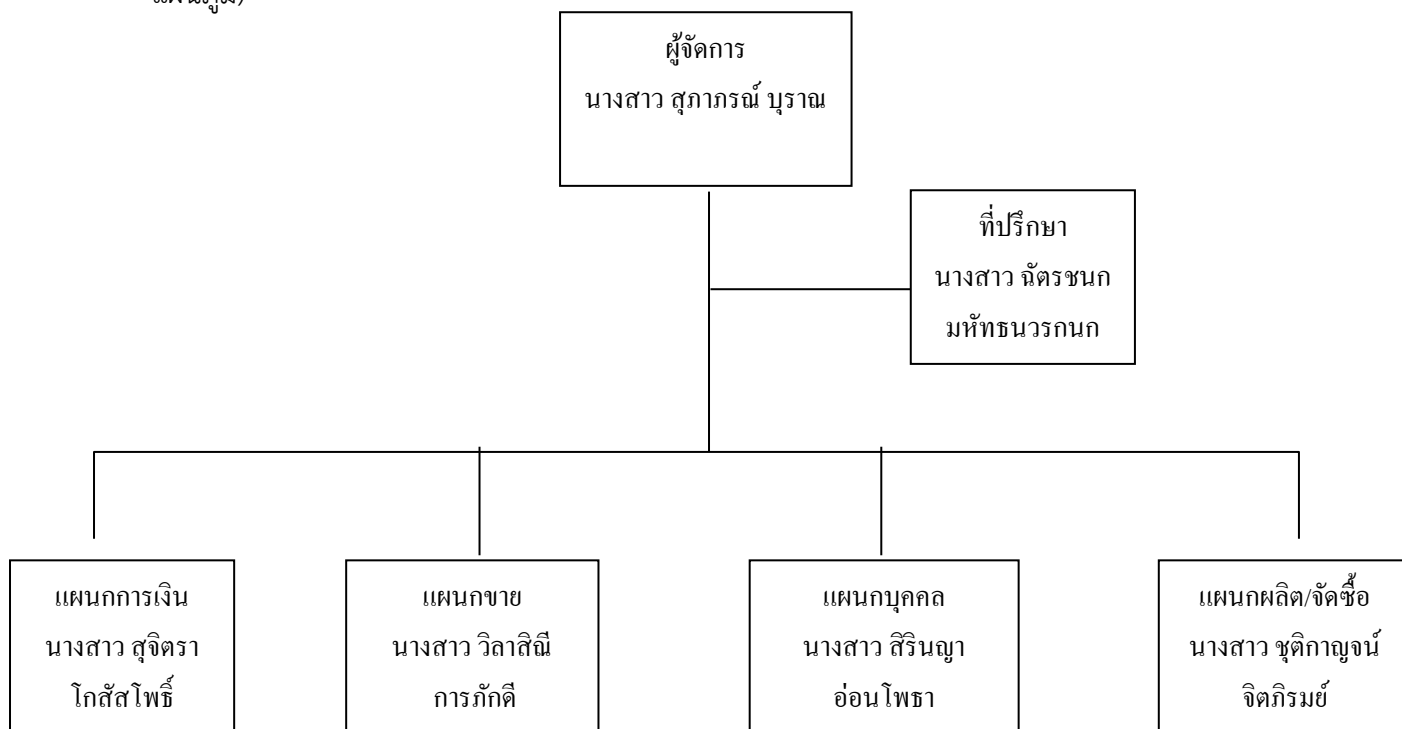 ผู้จัดการ
นางสาว สุภาภรณ์ บุราณ
ที่ปรึกษา
นางสาว ฉัตรชนก
มหัทธนวรกนก
แผนกการเงิน
นางสาว สุจิตรา
โกสัสโพธิ์
แผนกขาย
นางสาว วิลาสิณี
การภักดี
แผนกบุคคล
นางสาว สิรินญา
อ่อนโพธา
แผนกผลิต/จัดซื้อ
นางสาว ชุติกาญจน์
จิตภิรมย์